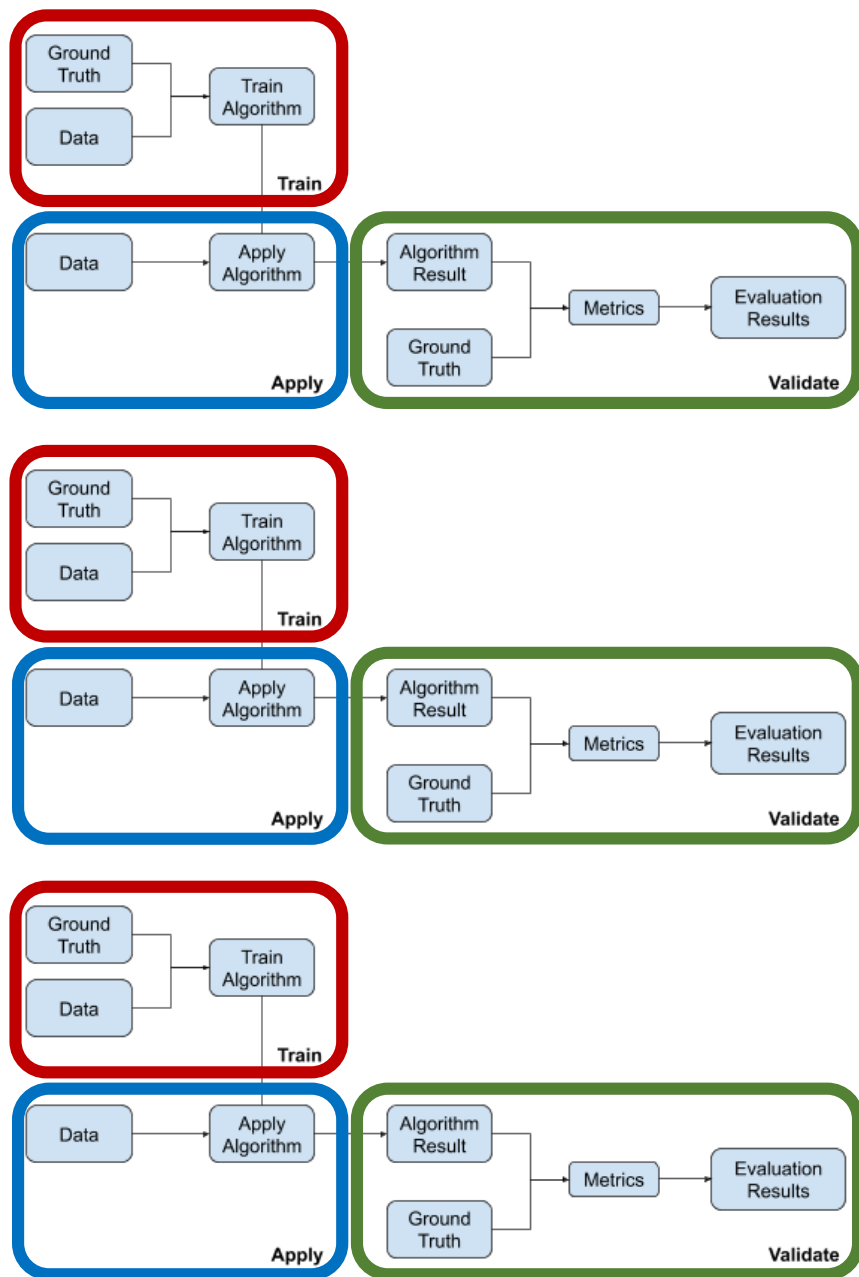 Ground
Truth
Train
Algorithm
Data
Train
Data
Apply
Algorithm
Algorithm
Result
Metrics
Evaluation
Results
Ground
Truth
Apply
Validate
Ground
Truth
Train
Algorithm
Data
Train
Data
Apply
Algorithm
Algorithm
Result
Metrics
Evaluation
Results
Ground
Truth
Apply
Validate
Ground
Truth
Train
Algorithm
Data
Train
Data
Apply
Algorithm
Algorithm
Result
Metrics
Evaluation
Results
Ground
Truth
Apply
Validate